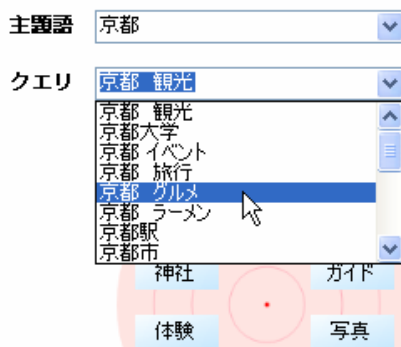 主題語 京都
クエリ 京都 観光
京都 観光
京都大学
京都 イベント
京都 旅行
京都 グルメ
京都 ラーメン
京都駅
京都市
神社 ガイド
体験 写真